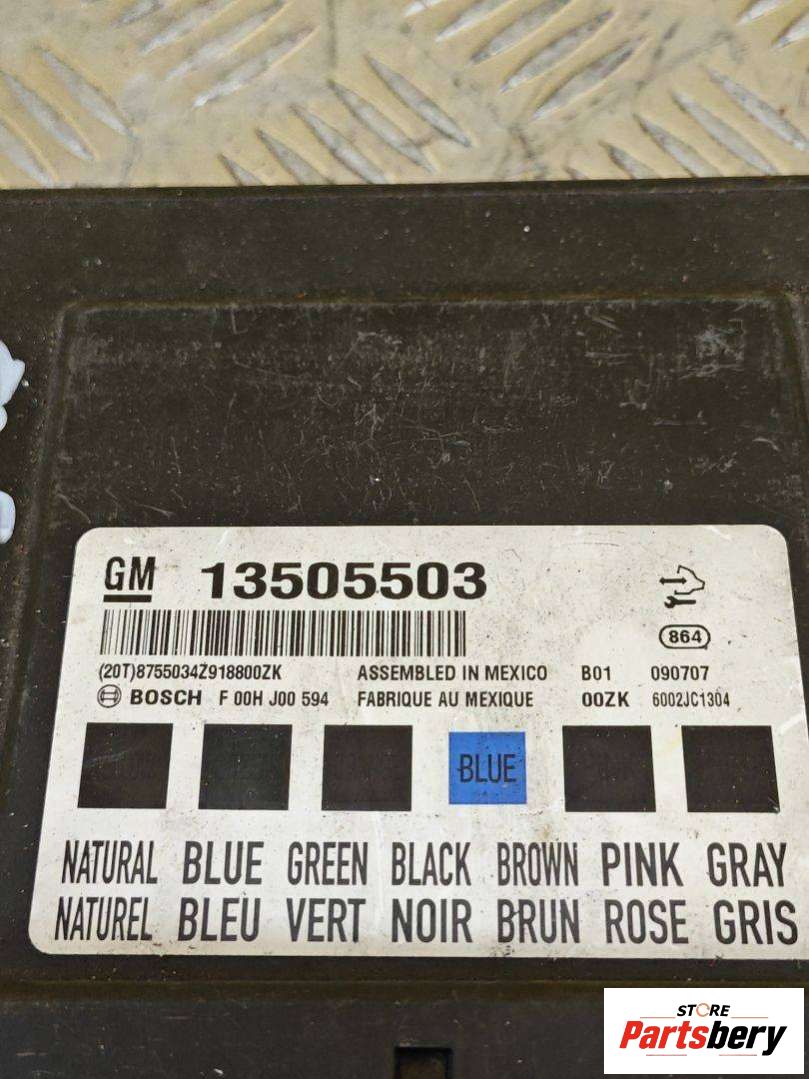 GM 13505503
864
(20T)8755034Z918800ZK ASSEMBLED IN MEXICO B01 090707
BOSCH F 00H J00 594 FABRIQUE AU MEXIQUE 00ZK 6002JC1304
BLUE
NATURAL BLUE GREEN BLACK BROWN PINK GRAY
NATUREL BLEU VERT NOIR BRUN ROSE GRIS
STORE
Partsbery